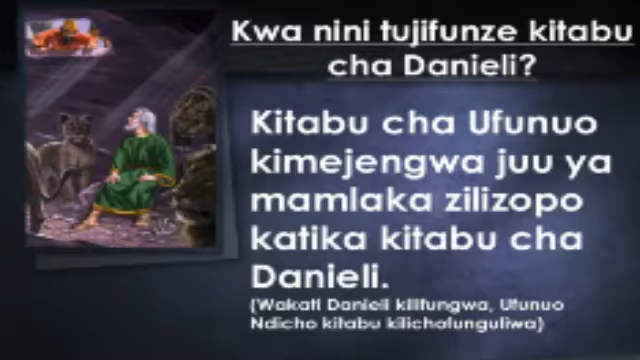 Kwa nini tujifunze kitabu
cha Danieli?
Kitabu cha Ufunuo
kimejengwa juu ya
mamlaka zilizopo
katika kitabu cha
Danieli.
(Wakati Danieli kilifungwa, Ufunuo
Ndicho kitabu kilichofunguliwa)